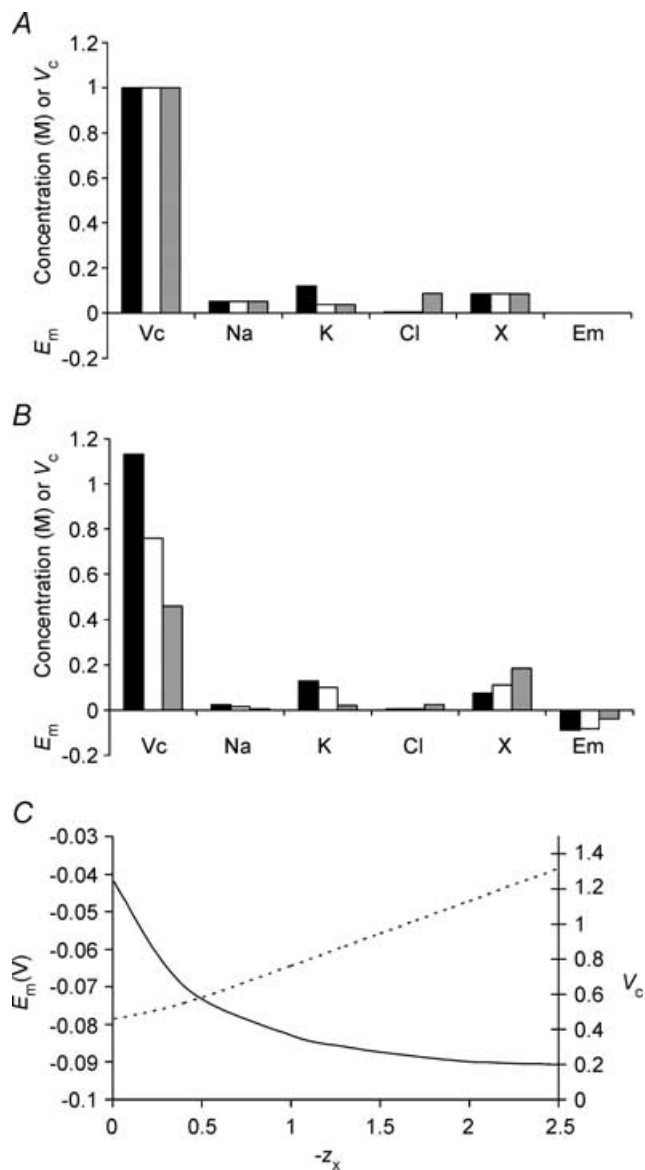 A
Concentration (M) or Vc
Em
1.2
1
0.8
0.6
0.4
0.2
0
-0.2
Vc Na K Cl X Em
B
Concentration (M) or Vc
Em
1.2
1
0.8
0.6
0.4
0.2
0
-0.2
Vc Na K Cl X Em
C
Em(V)
-0.03
-0.04
-0.05
-0.06
-0.07
-0.08
-0.09
-0.1
1.4
1.2
1
0.8
0.6
0.4
0.2
0
Vc
0 0.5 1 1.5 2 2.5
-zx